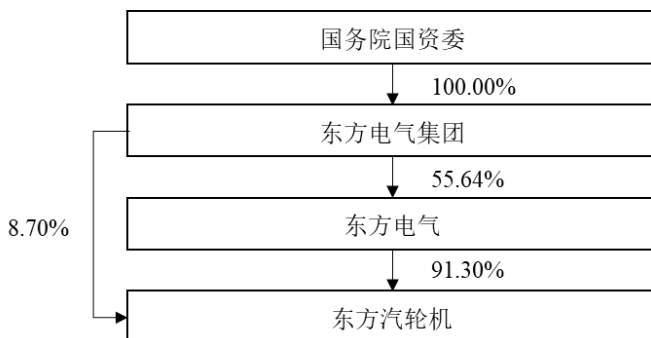 国务院国资委
100.00%
东方电气集团
55.64%
8.70%
东方电气
91.30%
东方汽轮机